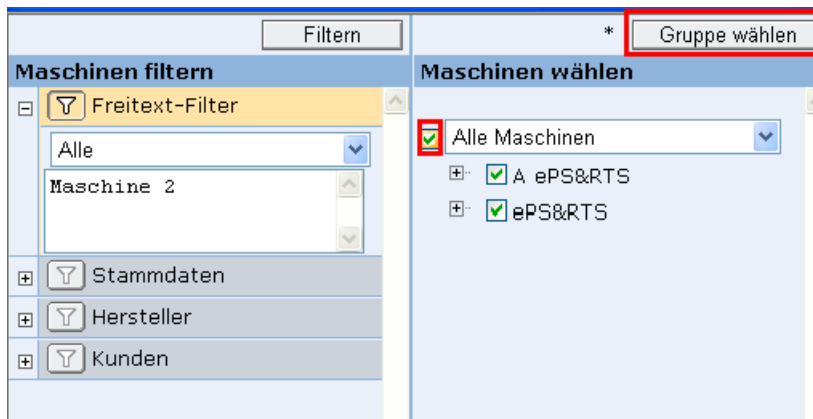 Filtern
* Gruppe wählen
Maschinen filtern
Maschinen wählen
Freitext-Filter
Alle
Maschine 2
Alle Maschinen
A ePS&RTS
ePS&RTS
Stammdaten
Hersteller
Kunden